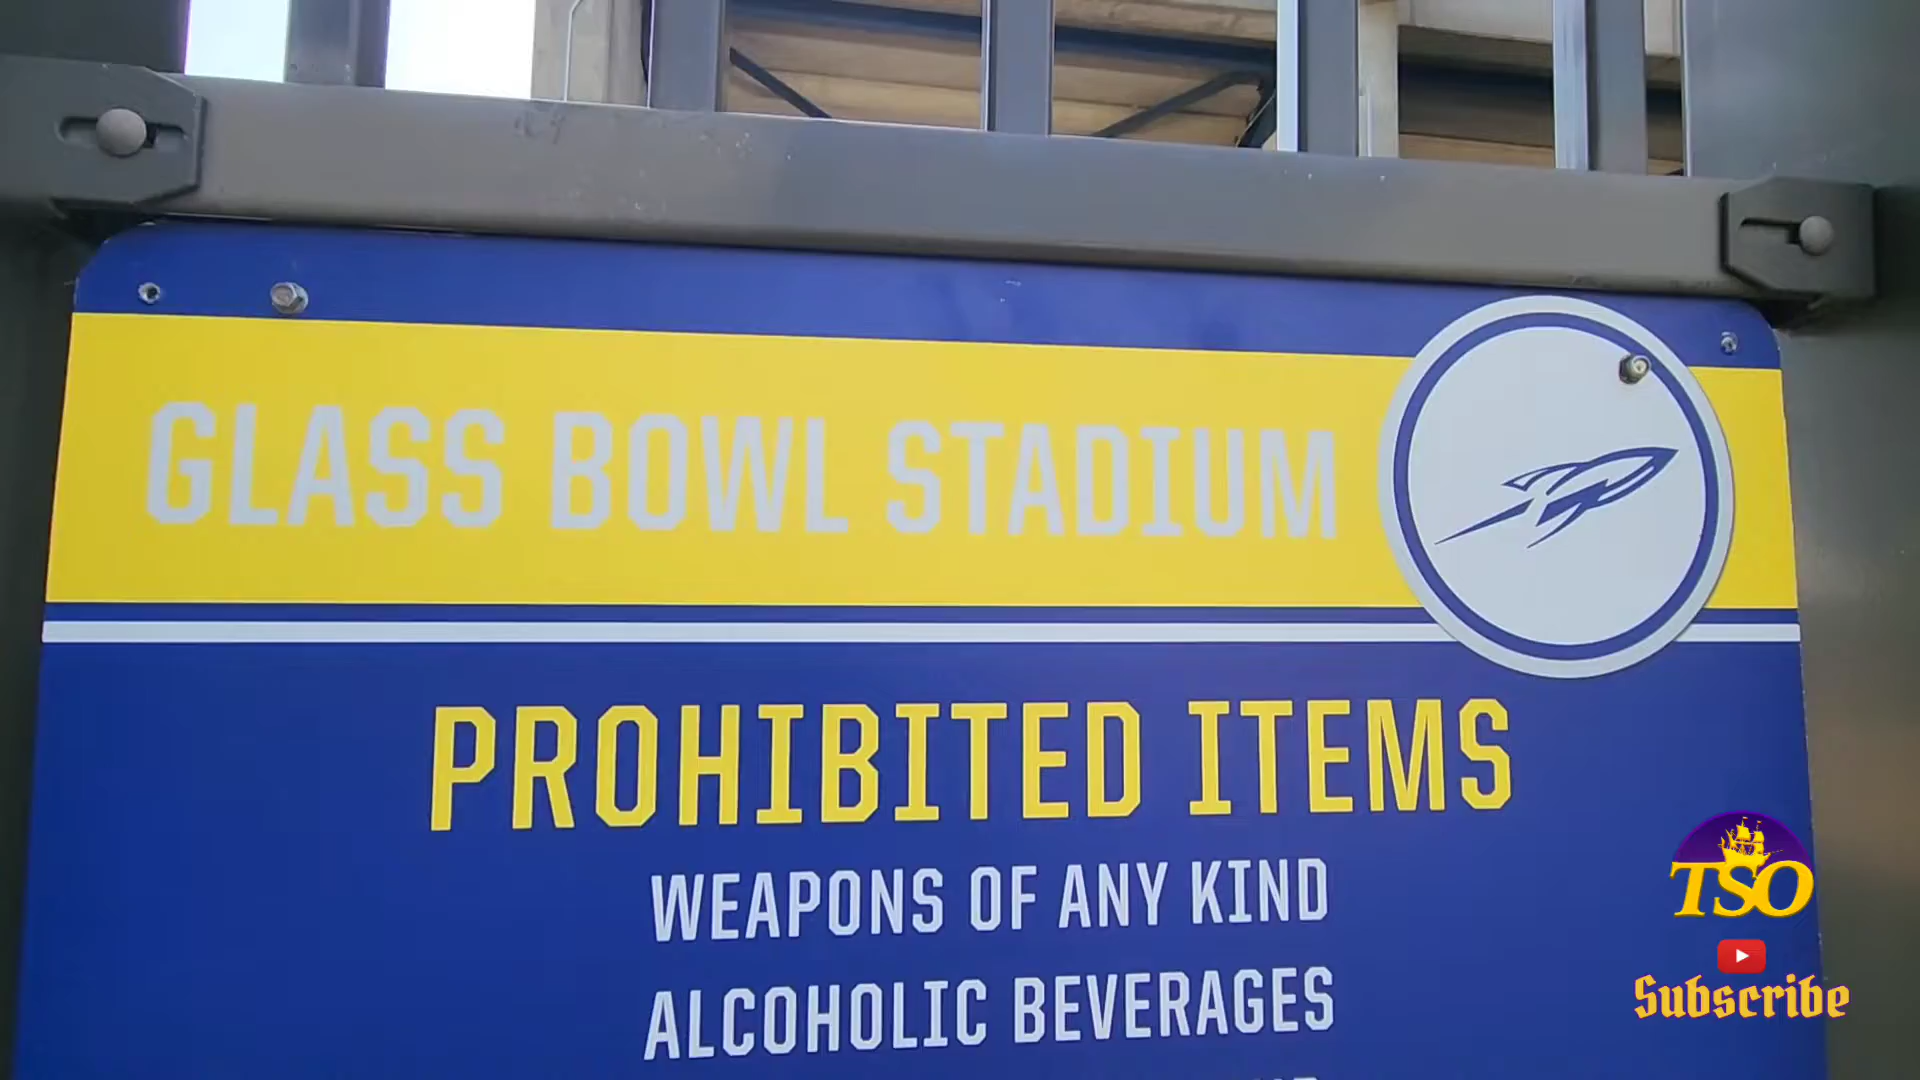 GLASS BOWL STADIUM
PROHIBITED ITEMS
WEAPONS OF ANY KIND
ALCOHOLIC BEVERAGES
TSO
Subscribe